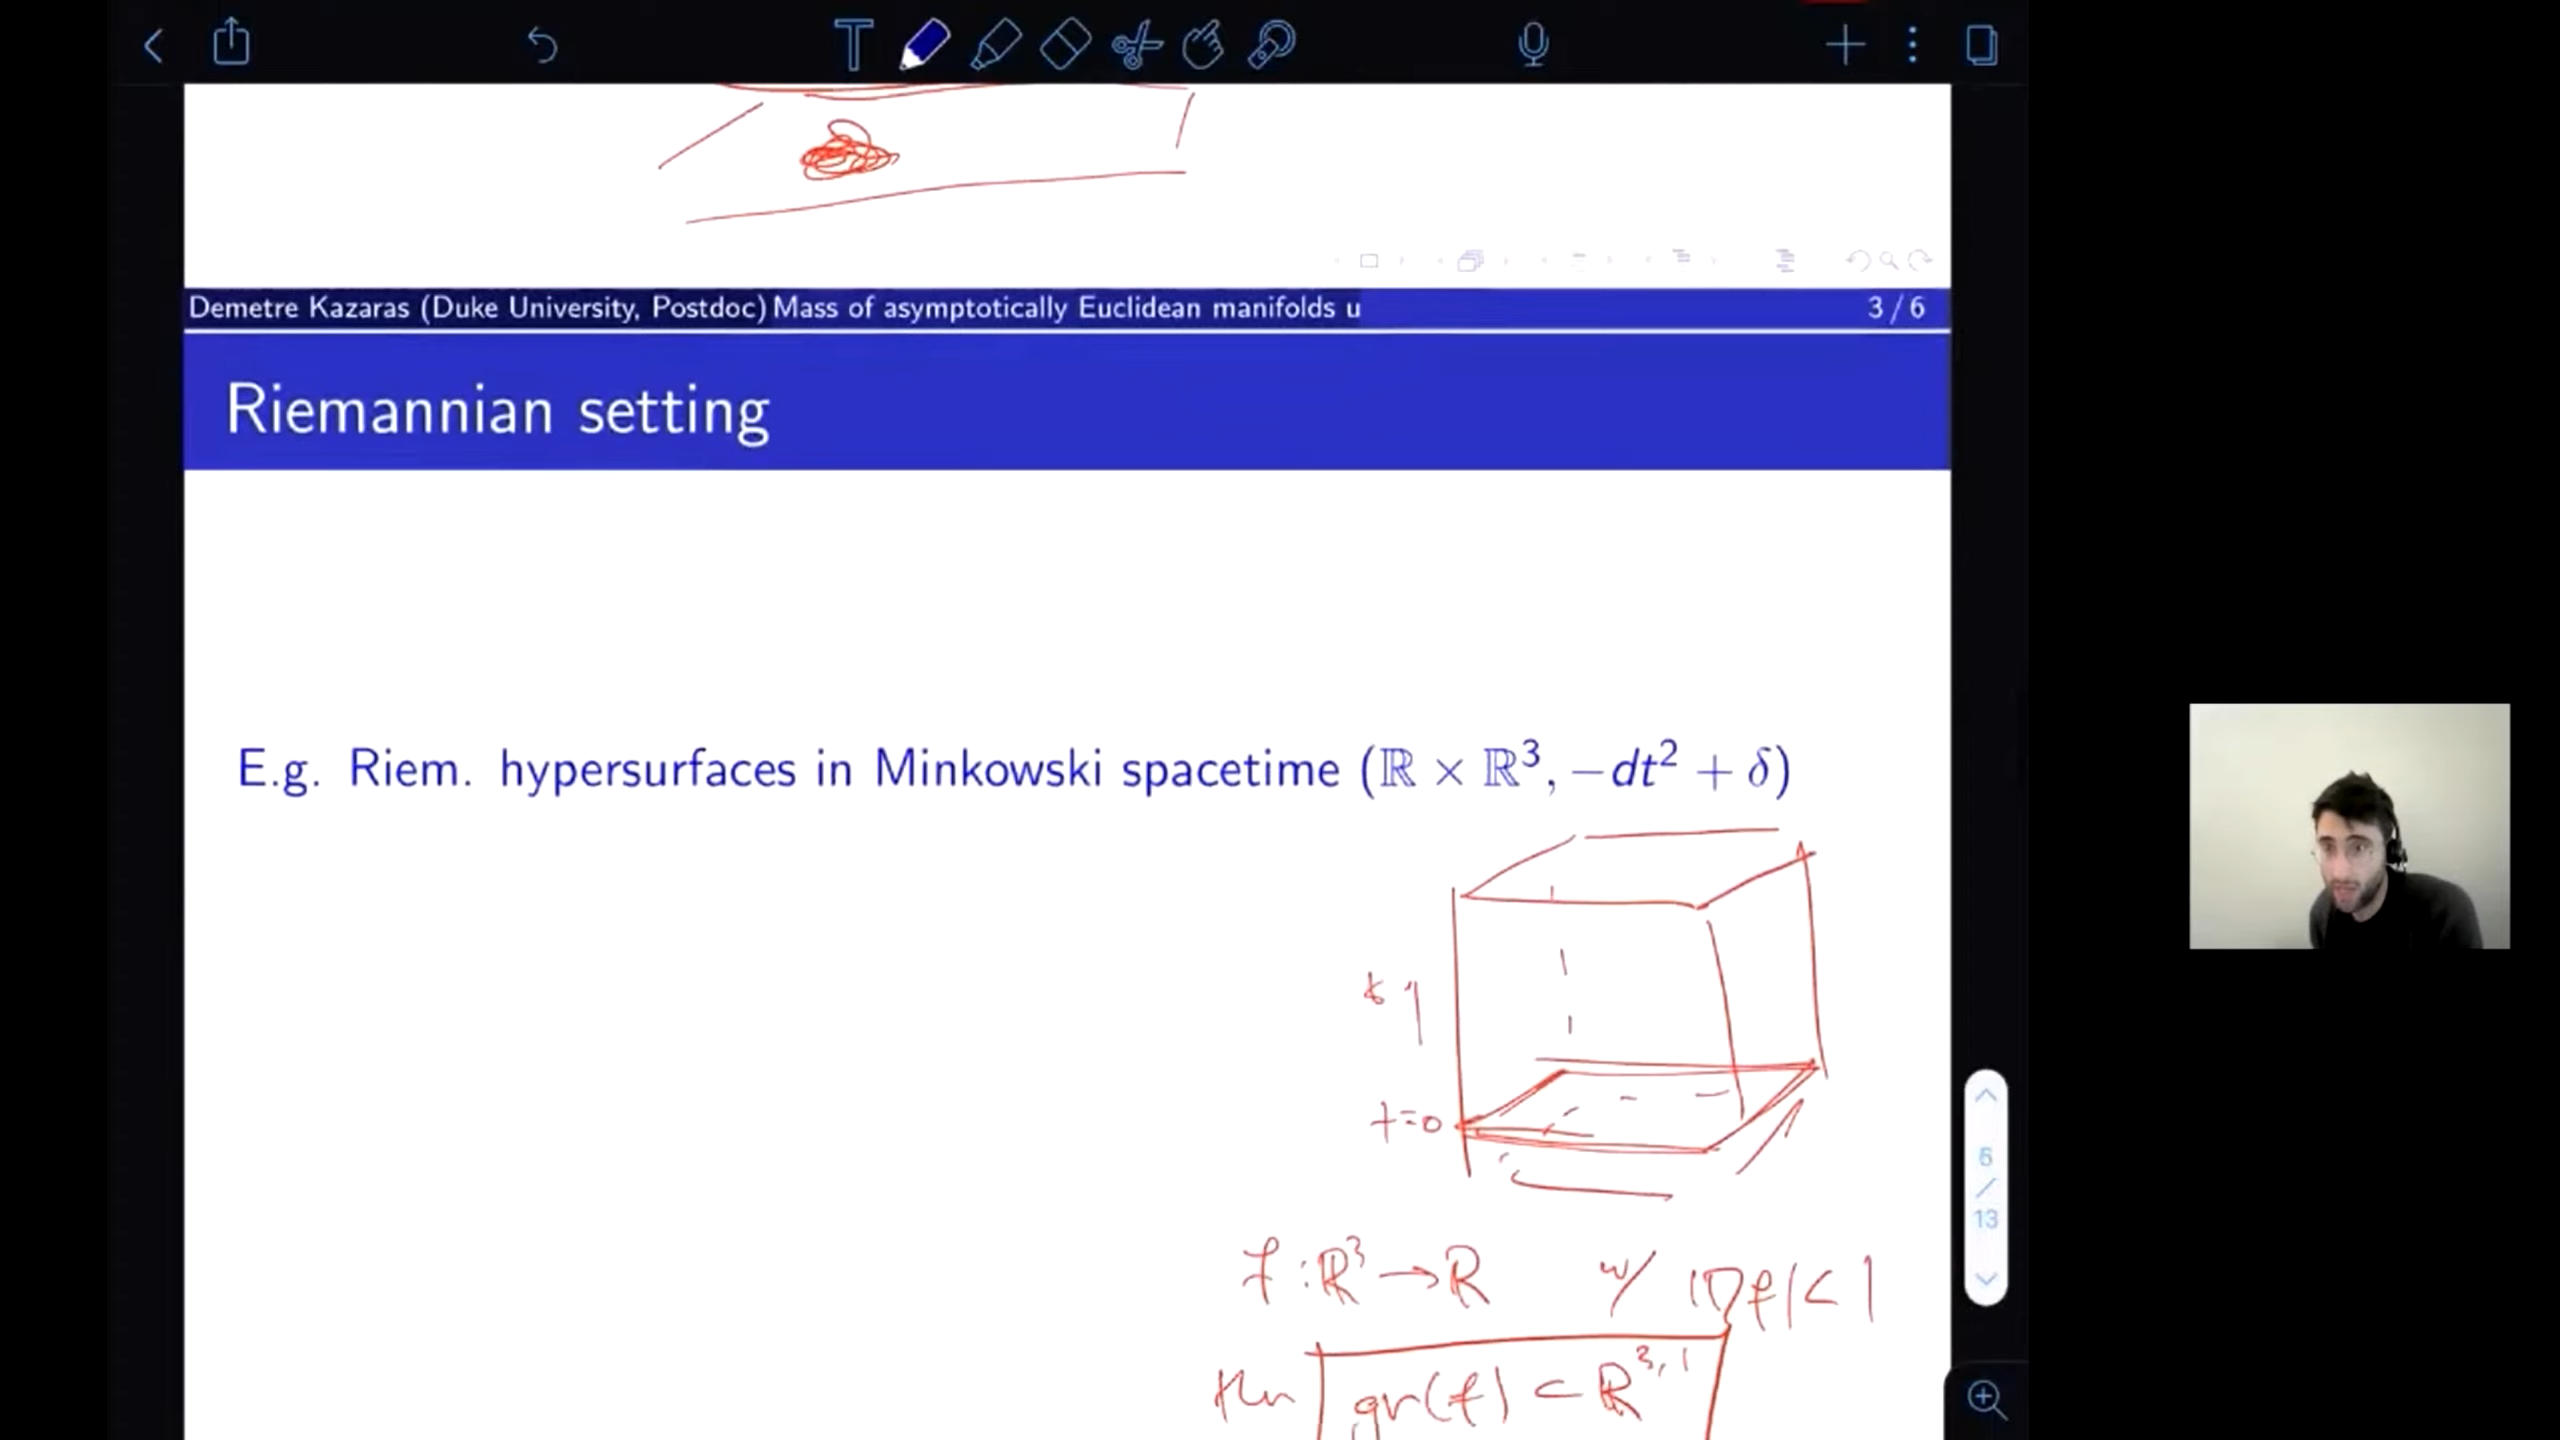 Demetre Kazaras (Duke University, Postdoc) Mass of asymptotically Euclidean manifolds u 3 / 6
Riemannian setting
E.g. Riem. hypersurfaces in Minkowski spacetime (ℝ × ℝ³, −dt² + δ)
t
t=0
f : ℝ³ → ℝ w/ |∇f| < 1
then gr(f) ⊂ ℝ³,¹
6
/
13